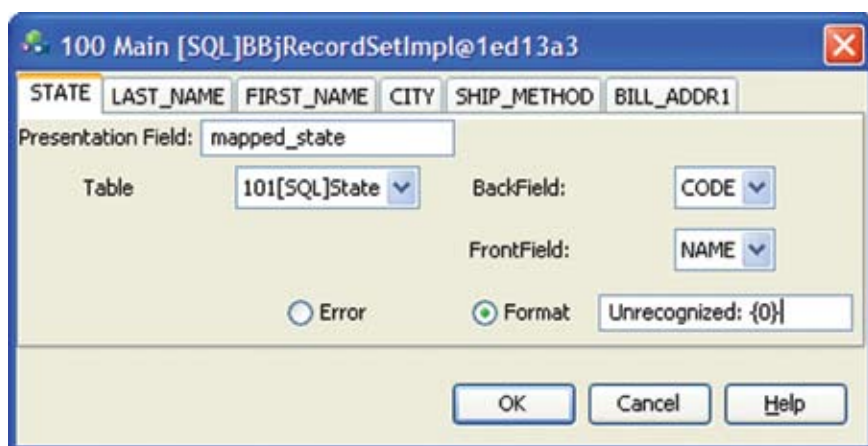 100 Main [SQL]BBjRecordSetImpl@1ed13a3
STATE LAST_NAME FIRST_NAME CITY SHIP_METHOD BILL_ADDR1
Presentation Field: mapped_state
Table 101[SQL]State BackField: CODE
FrontField: NAME
Error Format Unrecognized: {0}
OK Cancel Help